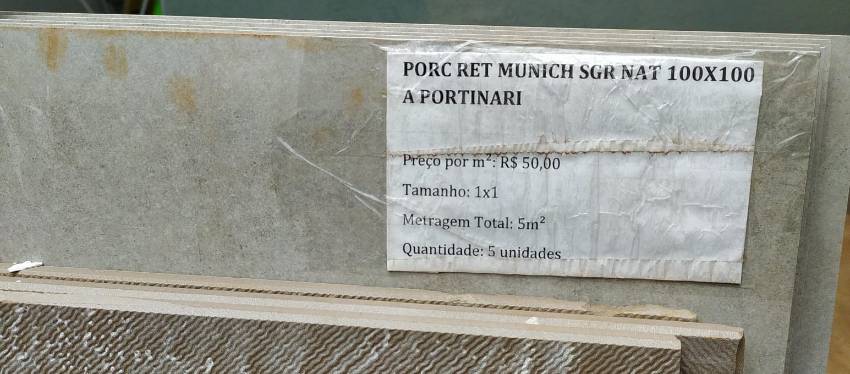 PORC RET MUNICH SGR NAT 100X100
A PORTINARI
Preço por m²: R$ 50,00
Tamanho: 1x1
Metragem Total: 5m²
Quantidade: 5 unidades